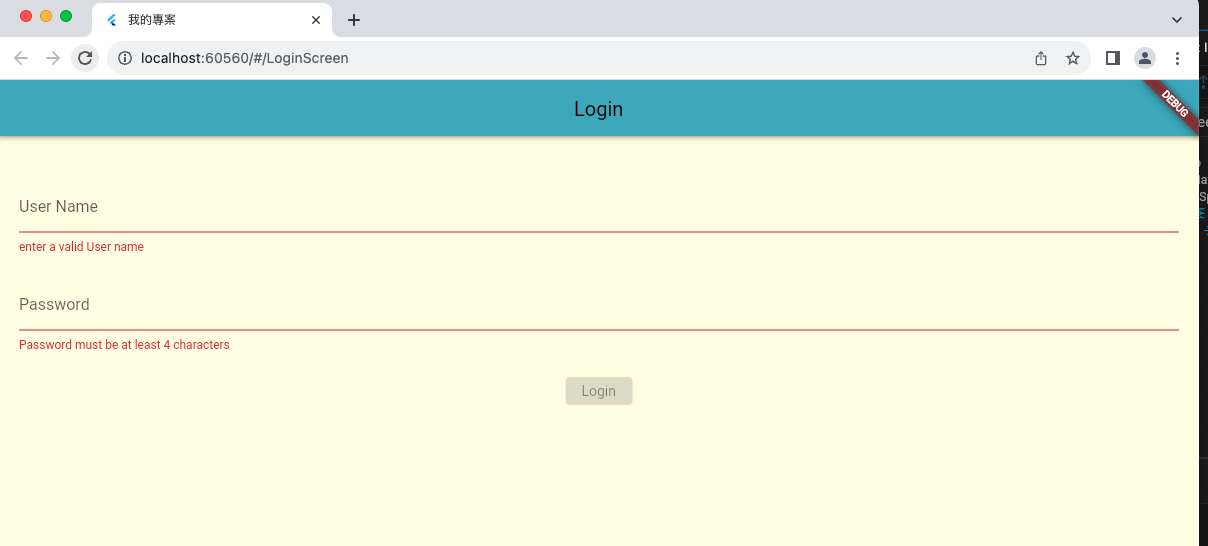 我的專案
localhost:60560/#/LoginScreen
Login
DEBUG
User Name
enter a valid User name
Password
Password must be at least 4 characters
Login